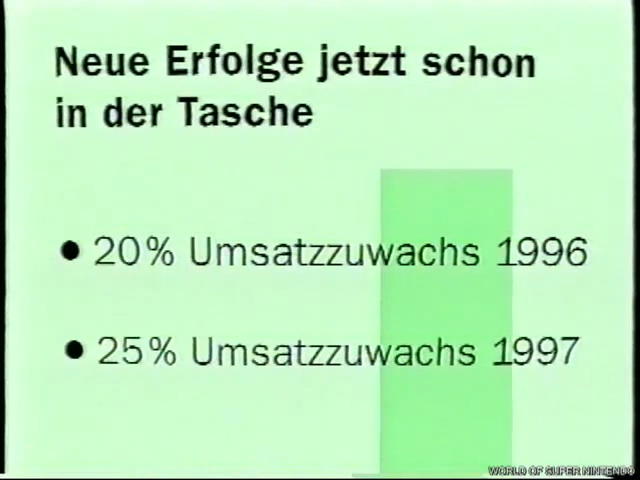 Neue Erfolge jetzt schon
in der Tasche
● 20% Umsatzzuwachs 1996
● 25% Umsatzzuwachs 1997
WORLD OF SUPER NINTENDO